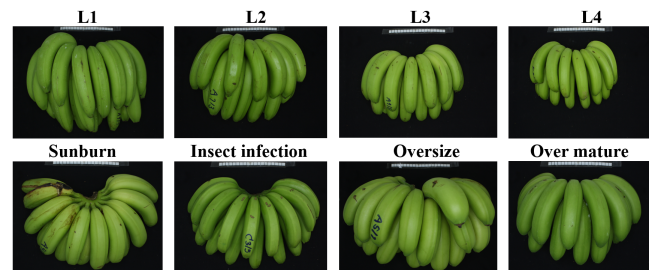 L1
L2
L3
L4
Sunburn
Insect infection
Oversize
Over mature